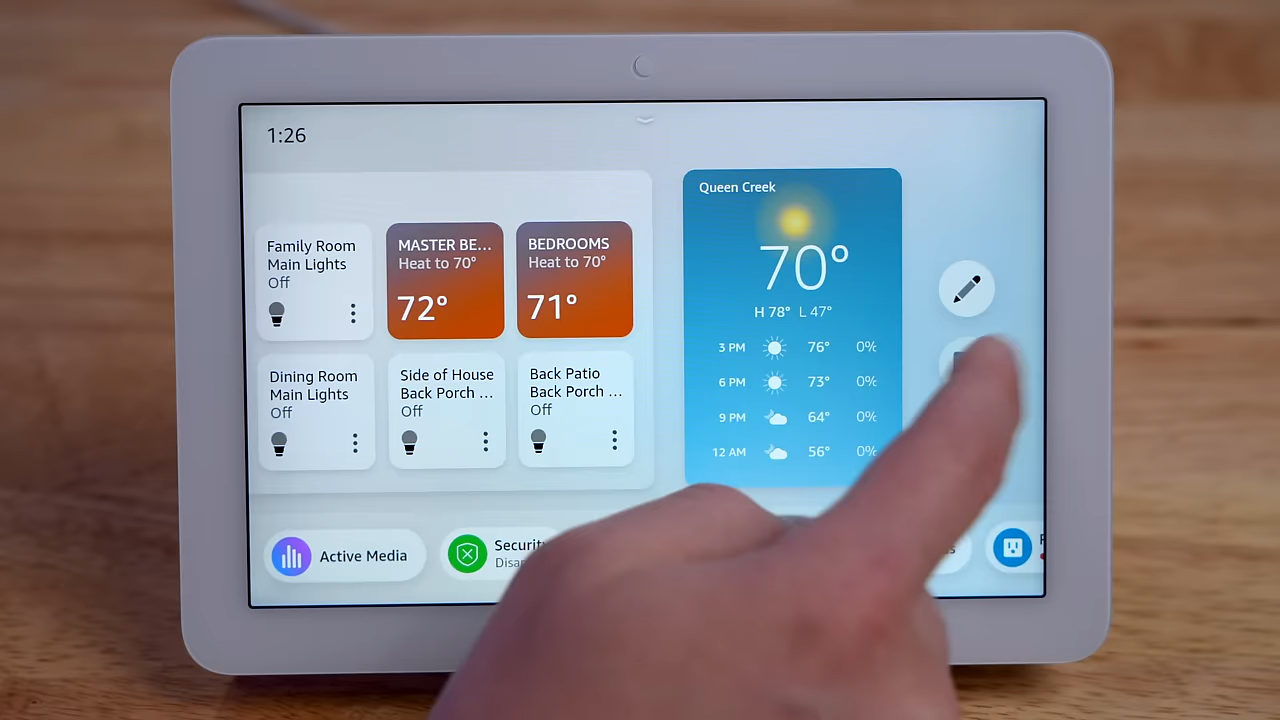 1:26
Family Room
Main Lights
Off
MASTER BE...
Heat to 70°
72°
BEDROOMS
Heat to 70°
71°
Dining Room
Main Lights
Off
Side of House
Back Porch ...
Off
Back Patio
Back Porch ...
Off
Queen Creek
70°
H 78° L 47°
3 PM 76° 0%
6 PM 73° 0%
9 PM 64° 0%
12 AM 56° 0%
Active Media